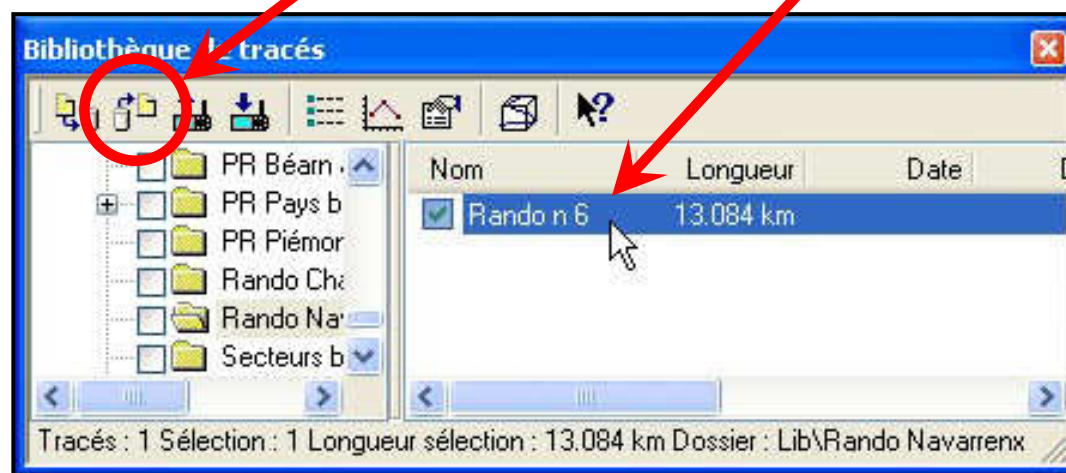 Bibliothèque de tracés
PR Béarn
PR Pays b
PR Piémor
Rando Cha
Rando Na
Secteurs b
Nom Longueur Date
Rando n 6 13.084 km
Tracés : 1 Sélection : 1 Longueur sélection : 13.084 km Dossier : Lib\Rando Navarrenx